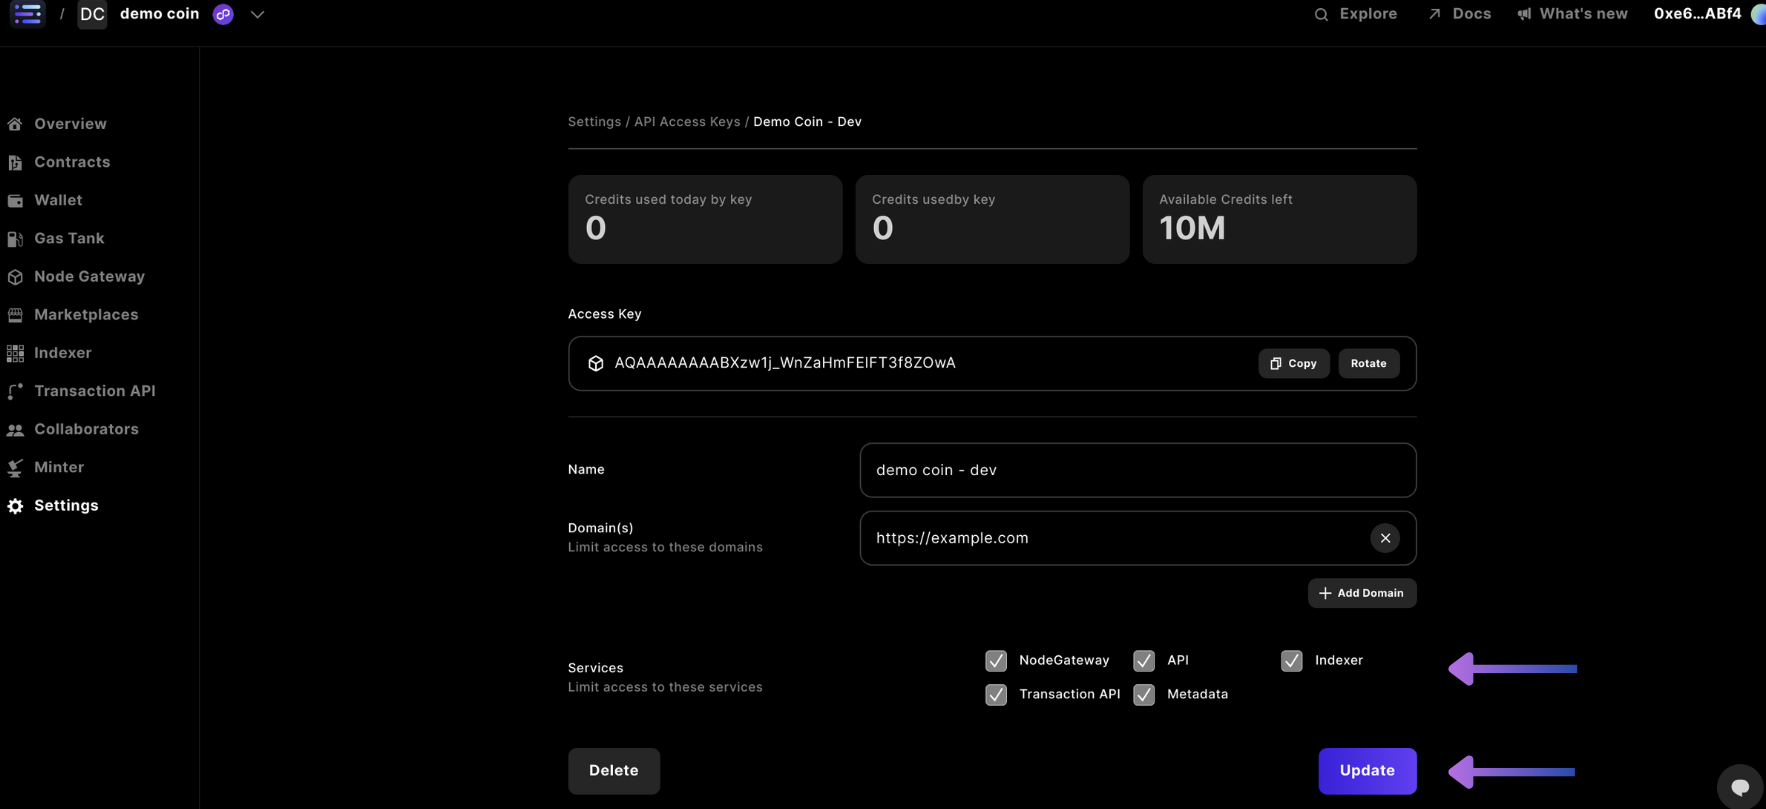 / DC demo coin
Explore Docs What's new 0xe6...ABf4
Overview
Contracts
Wallet
Gas Tank
Node Gateway
Marketplaces
Indexer
Transaction API
Collaborators
Minter
Settings
Settings / API Access Keys / Demo Coin - Dev
Credits used today by key
0
Credits usedby key
0
Available Credits left
10M
Access Key
AQAAAAAAAABXzw1j_WnZaHmFEIFT3f8ZOwA Copy Rotate
Name demo coin - dev
Domain(s) https://example.com
Limit access to these domains
Add Domain
Services
Limit access to these services
NodeGateway API Indexer
Transaction API Metadata
Delete Update